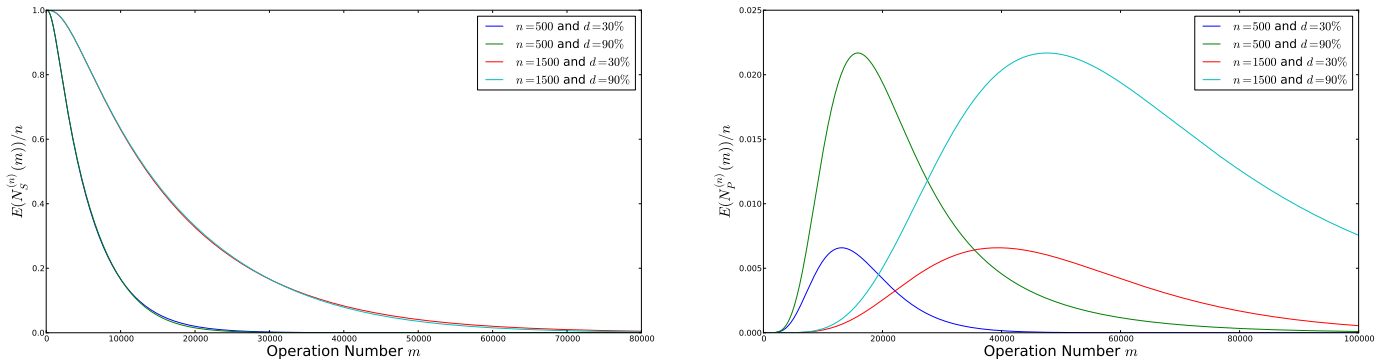 1.0
0.8
0.6
0.4
0.2
0.0
E(N_S^{(n)}(m))/n
0
10000
20000
30000
40000
50000
60000
70000
80000
Operation Number m
n=500 and d=30%
n=500 and d=90%
n=1500 and d=30%
n=1500 and d=90%
0.025
0.020
0.015
0.010
0.005
0.000
E(N_P^{(n)}(m))/n
0
20000
40000
60000
80000
100000
Operation Number m
n=500 and d=30%
n=500 and d=90%
n=1500 and d=30%
n=1500 and d=90%